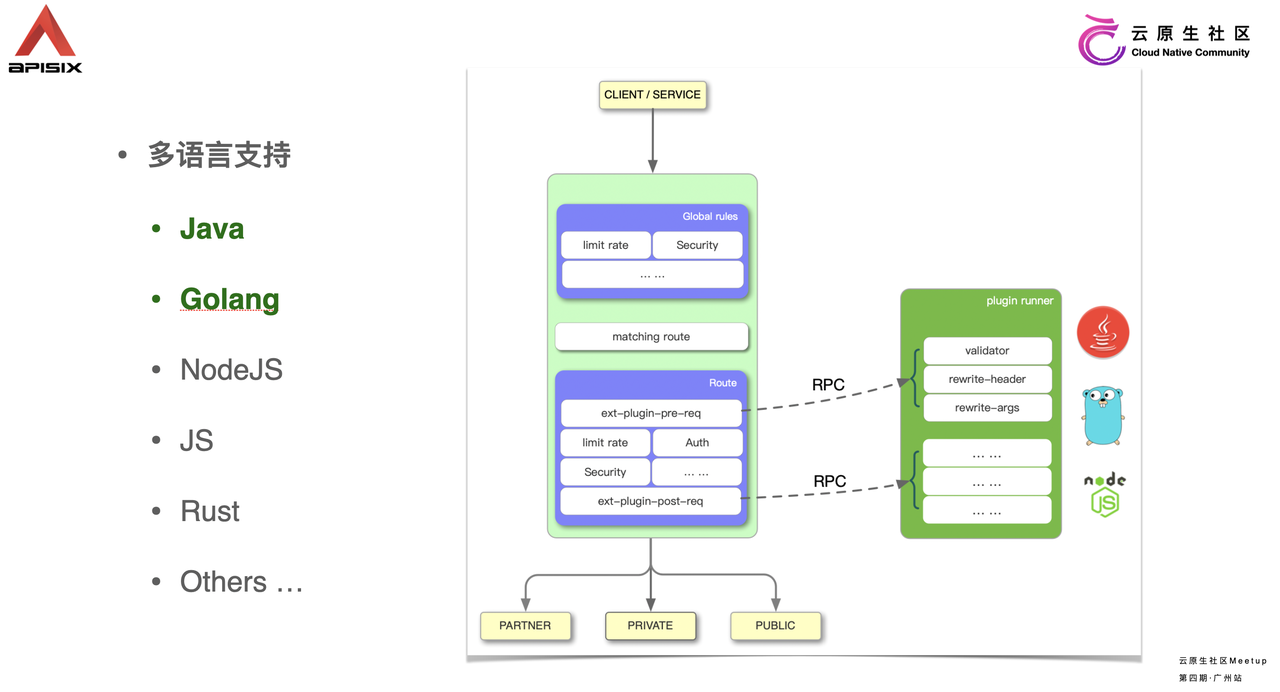 APISIX
云原生社区
Cloud Native Community
• 多语言支持
• Java
• Golang
• NodeJS
• JS
• Rust
• Others …
CLIENT / SERVICE
Global rules
limit rate
Security
... ...
matching route
Route
ext-plugin-pre-req
limit rate
Auth
Security
... ...
ext-plugin-post-req
RPC
RPC
plugin runner
validator
rewrite-header
rewrite-args
... ...
... ...
... ...
node
JS
PARTNER
PRIVATE
PUBLIC
云原生社区Meetup
第四期·广州站